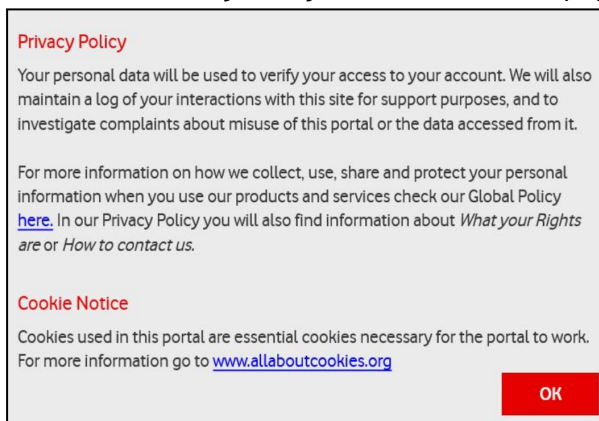 Privacy Policy
Your personal data will be used to verify your access to your account. We will also
maintain a log of your interactions with this site for support purposes, and to
investigate complaints about misuse of this portal or the data accessed from it.
For more information on how we collect, use, share and protect your personal
information when you use our products and services check our Global Policy
here. In our Privacy Policy you will also find information about What your Rights
are or How to contact us.
Cookie Notice
Cookies used in this portal are essential cookies necessary for the portal to work.
For more information go to www.allaboutcookies.org
OK